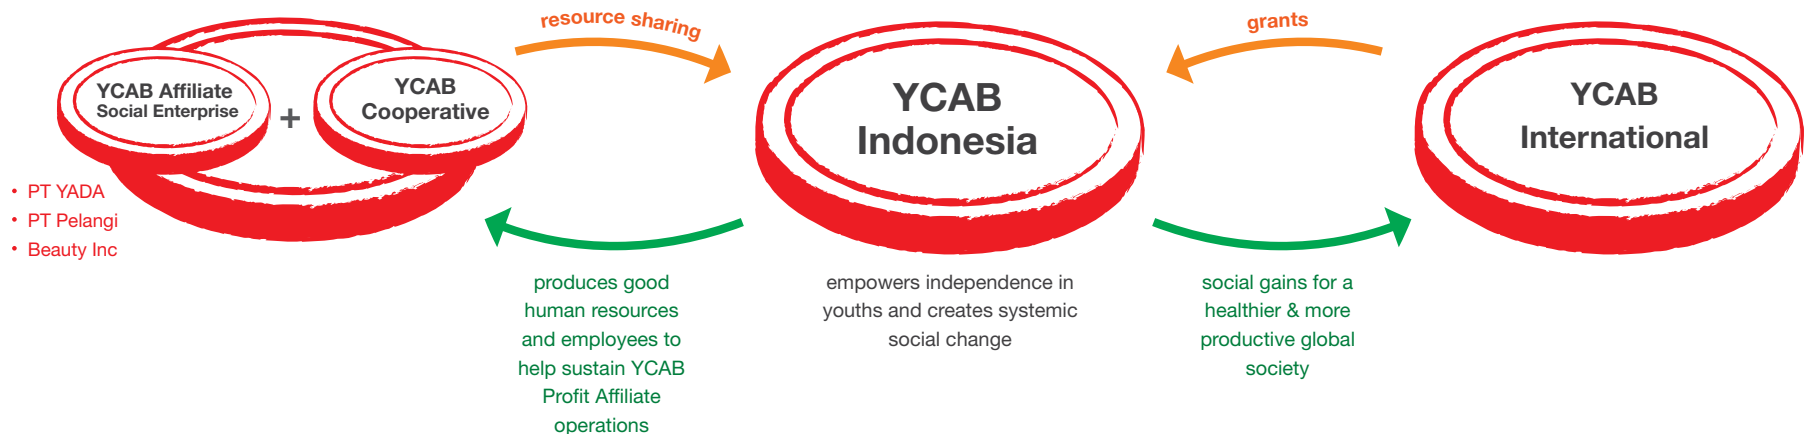 resource sharing
grants
YCAB Affiliate
Social Enterprise
+
YCAB
Cooperative
YCAB
Indonesia
YCAB
International
• PT YADA
• PT Pelangi
• Beauty Inc
produces good
human resources
and employees to
help sustain YCAB
Profit Affiliate
operations
empowers independence in
youths and creates systemic
social change
social gains for a
healthier & more
productive global
society